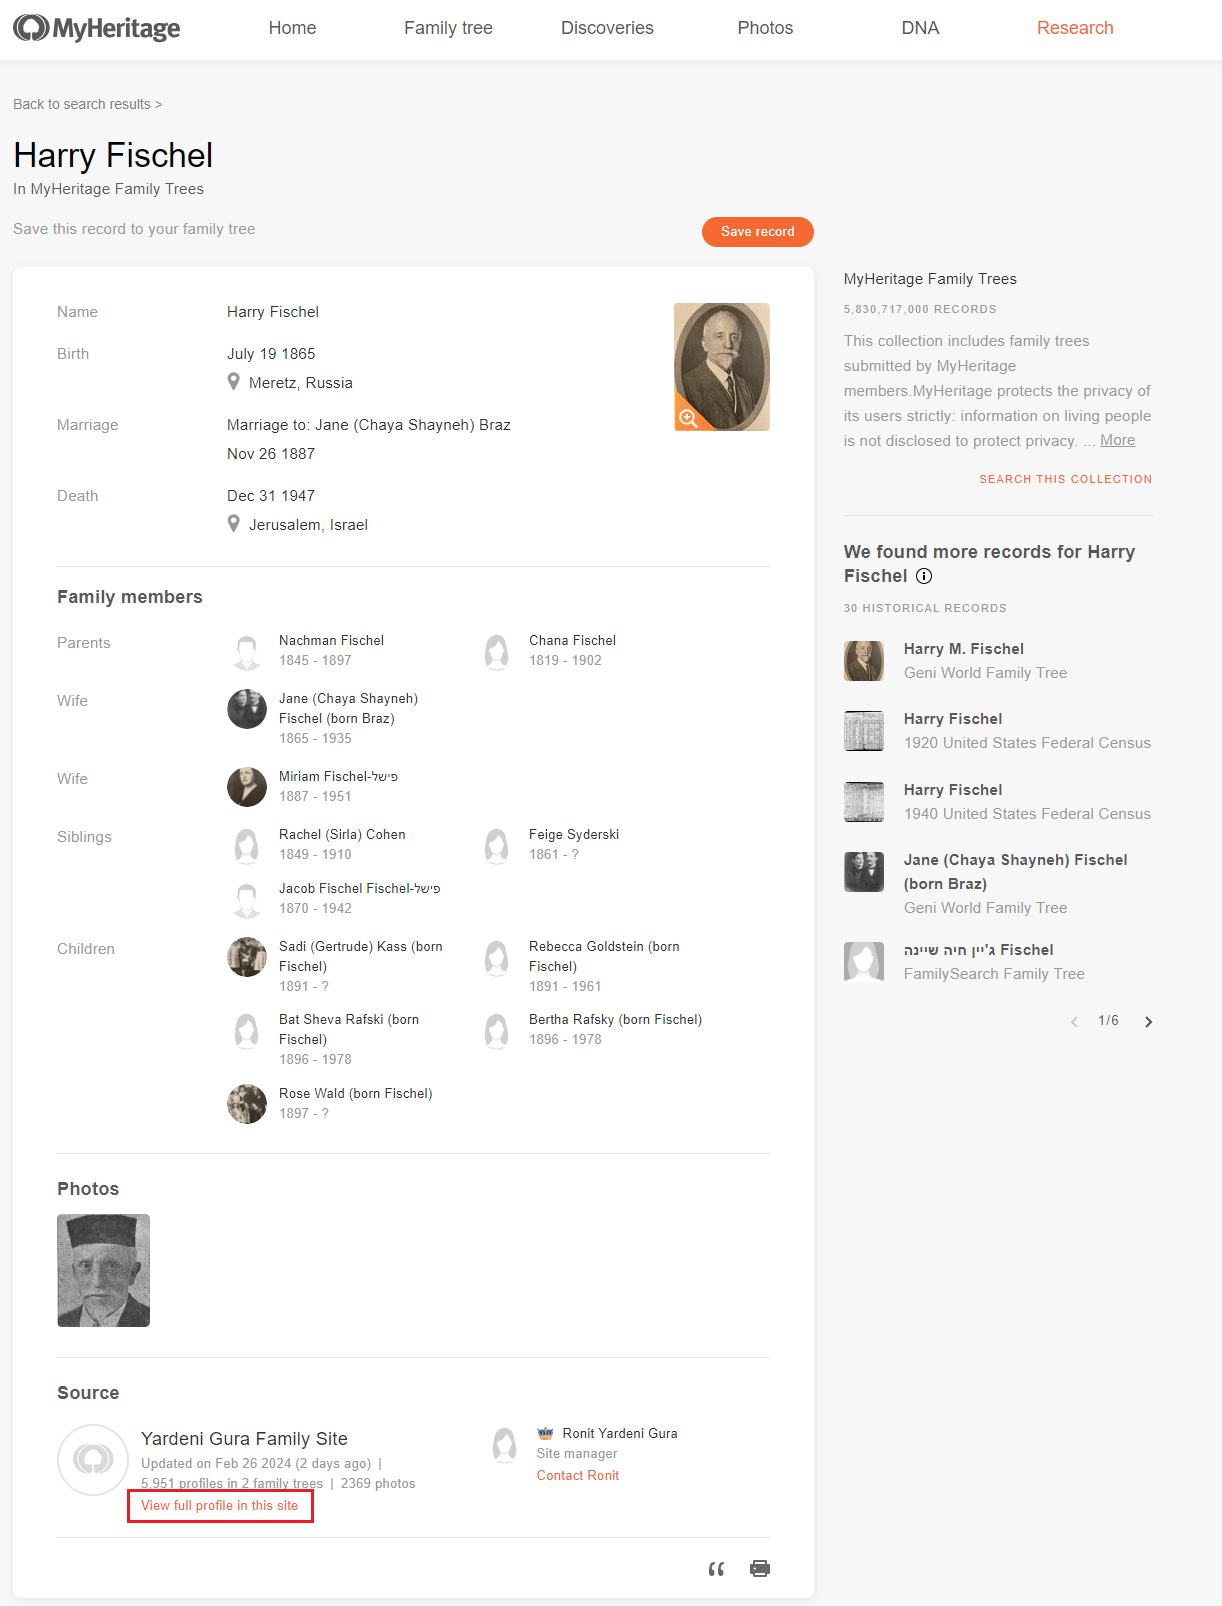 MyHeritage
Home
Family tree
Discoveries
Photos
DNA
Research
Back to search results >
Harry Fischel
In MyHeritage Family Trees
Save this record to your family tree
Save record
Name
Harry Fischel
Birth
July 19 1865
Meretz, Russia
Marriage
Marriage to: Jane (Chaya Shayneh) Braz
Nov 26 1887
Death
Dec 31 1947
Jerusalem, Israel
Family members
Parents
Nachman Fischel
1845 - 1897
Chana Fischel
1819 - 1902
Wife
Jane (Chaya Shayneh)
Fischel (born Braz)
1865 - 1935
Wife
Miriam Fischel-פישל
1887 - 1951
Siblings
Rachel (Sirla) Cohen
1849 - 1910
Feige Syderski
1861 - ?
Jacob Fischel Fischel-פישל
1870 - 1942
Children
Sadi (Gertrude) Kass (born
Fischel)
1891 - ?
Rebecca Goldstein (born
Fischel)
1891 - 1961
Bat Sheva Rafski (born
Fischel)
1896 - 1978
Bertha Rafsky (born Fischel)
1896 - 1978
Rose Wald (born Fischel)
1897 - ?
Photos
Source
Yardeni Gura Family Site
Updated on Feb 26 2024 (2 days ago) |
5,951 profiles in 2 family trees | 2369 photos
View full profile in this site
Ronit Yardeni Gura
Site manager
Contact Ronit
MyHeritage Family Trees
5,830,717,000 RECORDS
This collection includes family trees
submitted by MyHeritage
members.MyHeritage protects the privacy of
its users strictly: information on living people
is not disclosed to protect privacy. ... More
SEARCH THIS COLLECTION
We found more records for Harry
Fischel
30 HISTORICAL RECORDS
Harry M. Fischel
Geni World Family Tree
Harry Fischel
1920 United States Federal Census
Harry Fischel
1940 United States Federal Census
Jane (Chaya Shayneh) Fischel
(born Braz)
Geni World Family Tree
ג'יין חיה שיינה Fischel
FamilySearch Family Tree
1/6